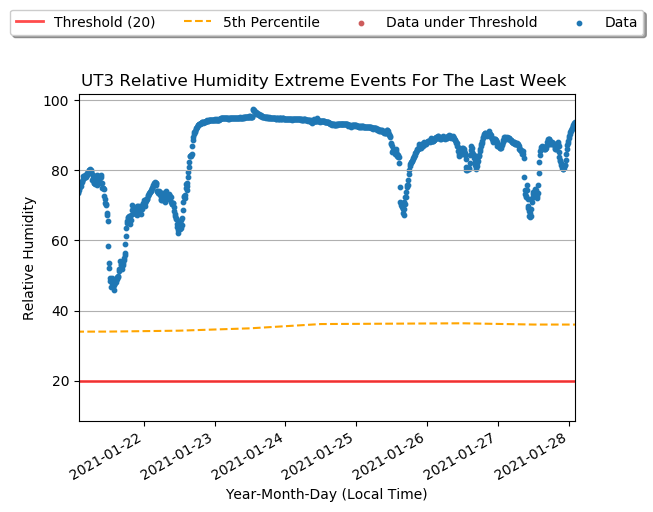 Threshold (20) 5th Percentile Data under Threshold Data
UT3 Relative Humidity Extreme Events For The Last Week
100
80
60
40
20
Relative Humidity
2021-01-22 2021-01-23 2021-01-24 2021-01-25 2021-01-26 2021-01-27 2021-01-28
Year-Month-Day (Local Time)